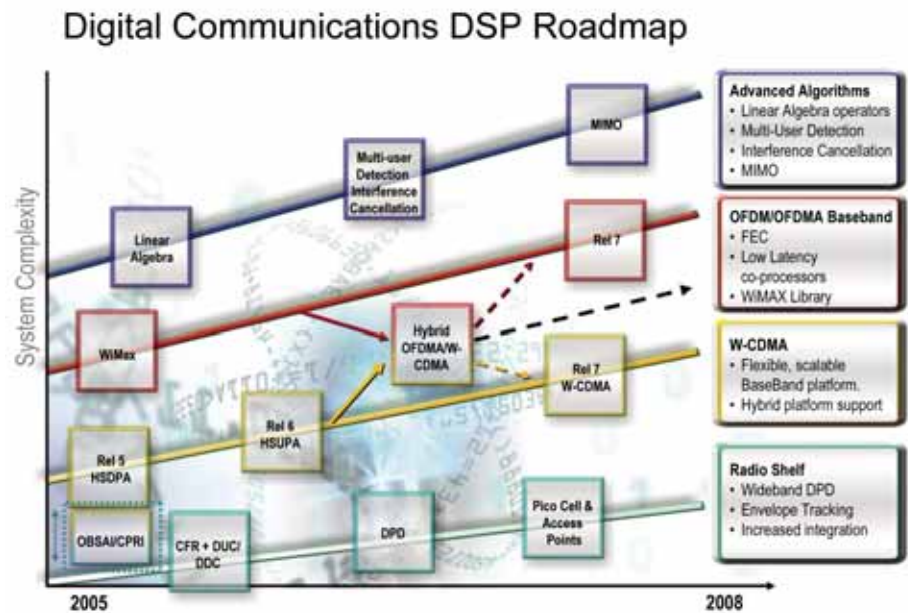 Digital Communications DSP Roadmap
System Complexity
MIMO
Multi-user
Detection
Interference
Cancellation
Linear
Algebra
Rel 7
WiMax
Hybrid
OFDMA/W-
CDMA
Rel 7
W-CDMA
Rel 6
HSUPA
Rel 5
HSDPA
OBSAI/CPRI
CFR + DUC/
DDC
DPD
Pico Cell &
Access
Points
2005
2008
Advanced Algorithms
• Linear Algebra operators
• Multi-User Detection
• Interference Cancellation
• MIMO
OFDM/OFDMA Baseband
• FEC
• Low Latency
co-processors
• WiMAX Library
W-CDMA
• Flexible, scalable
BaseBand platform.
• Hybrid platform support
Radio Shelf
• Wideband DPD
• Envelope Tracking
• Increased integration